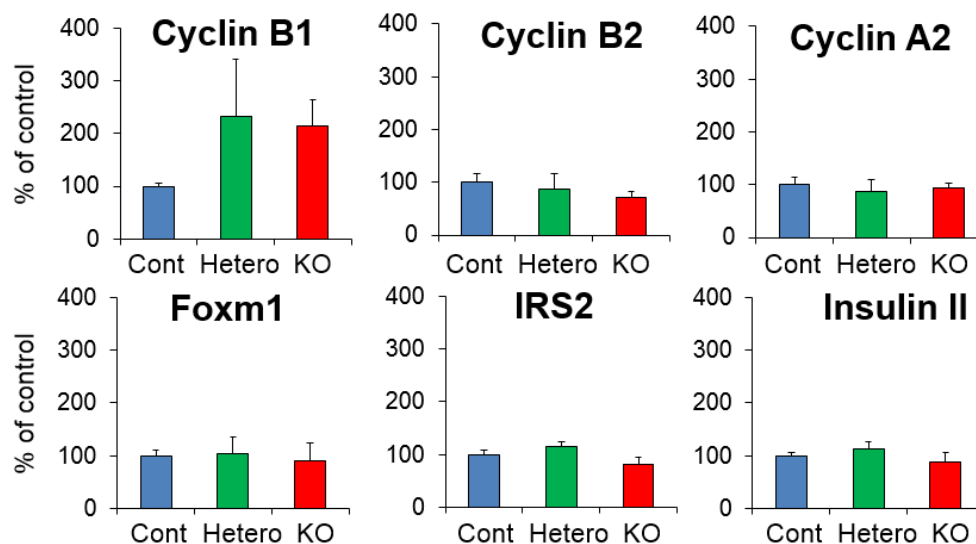 Cyclin B1
% of control
400
300
200
100
0
Cont Hetero KO
Cyclin B2
400
300
200
100
0
Cont Hetero KO
Cyclin A2
400
300
200
100
0
Cont Hetero KO
Foxm1
% of control
400
300
200
100
0
Cont Hetero KO
IRS2
400
300
200
100
0
Cont Hetero KO
Insulin II
400
300
200
100
0
Cont Hetero KO